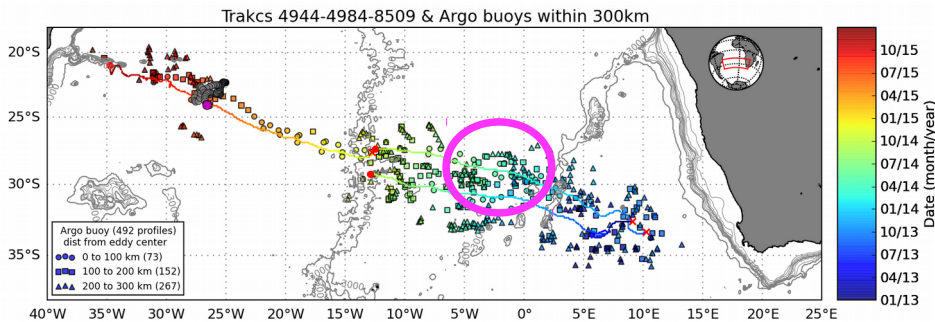 Trakcs 4944-4984-8509 & Argo buoys within 300km
20°S
25°S
30°S
35°S
40°W 35°W 30°W 25°W 20°W 15°W 10°W 5°W 0°W 5°E 10°E 15°E 20°E 25°E
Argo buoy (492 profiles)
dist from eddy center
0 to 100 km (73)
100 to 200 km (152)
200 to 300 km (267)
10/15
07/15
04/15
01/15
10/14
07/14
04/14
01/14
10/13
07/13
04/13
01/13
Date (month/year)